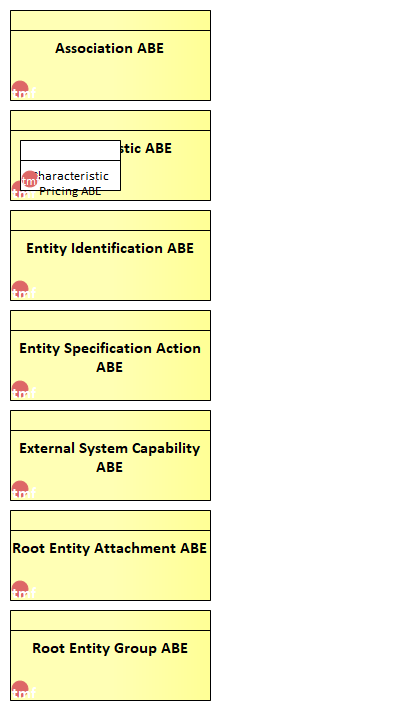 Association ABE
tmf
stic ABE
Characteristic
Pricing ABE
tmf
tmf
Entity Identification ABE
tmf
Entity Specification Action
ABE
tmf
External System Capability
ABE
tmf
Root Entity Attachment ABE
tmf
Root Entity Group ABE
tmf